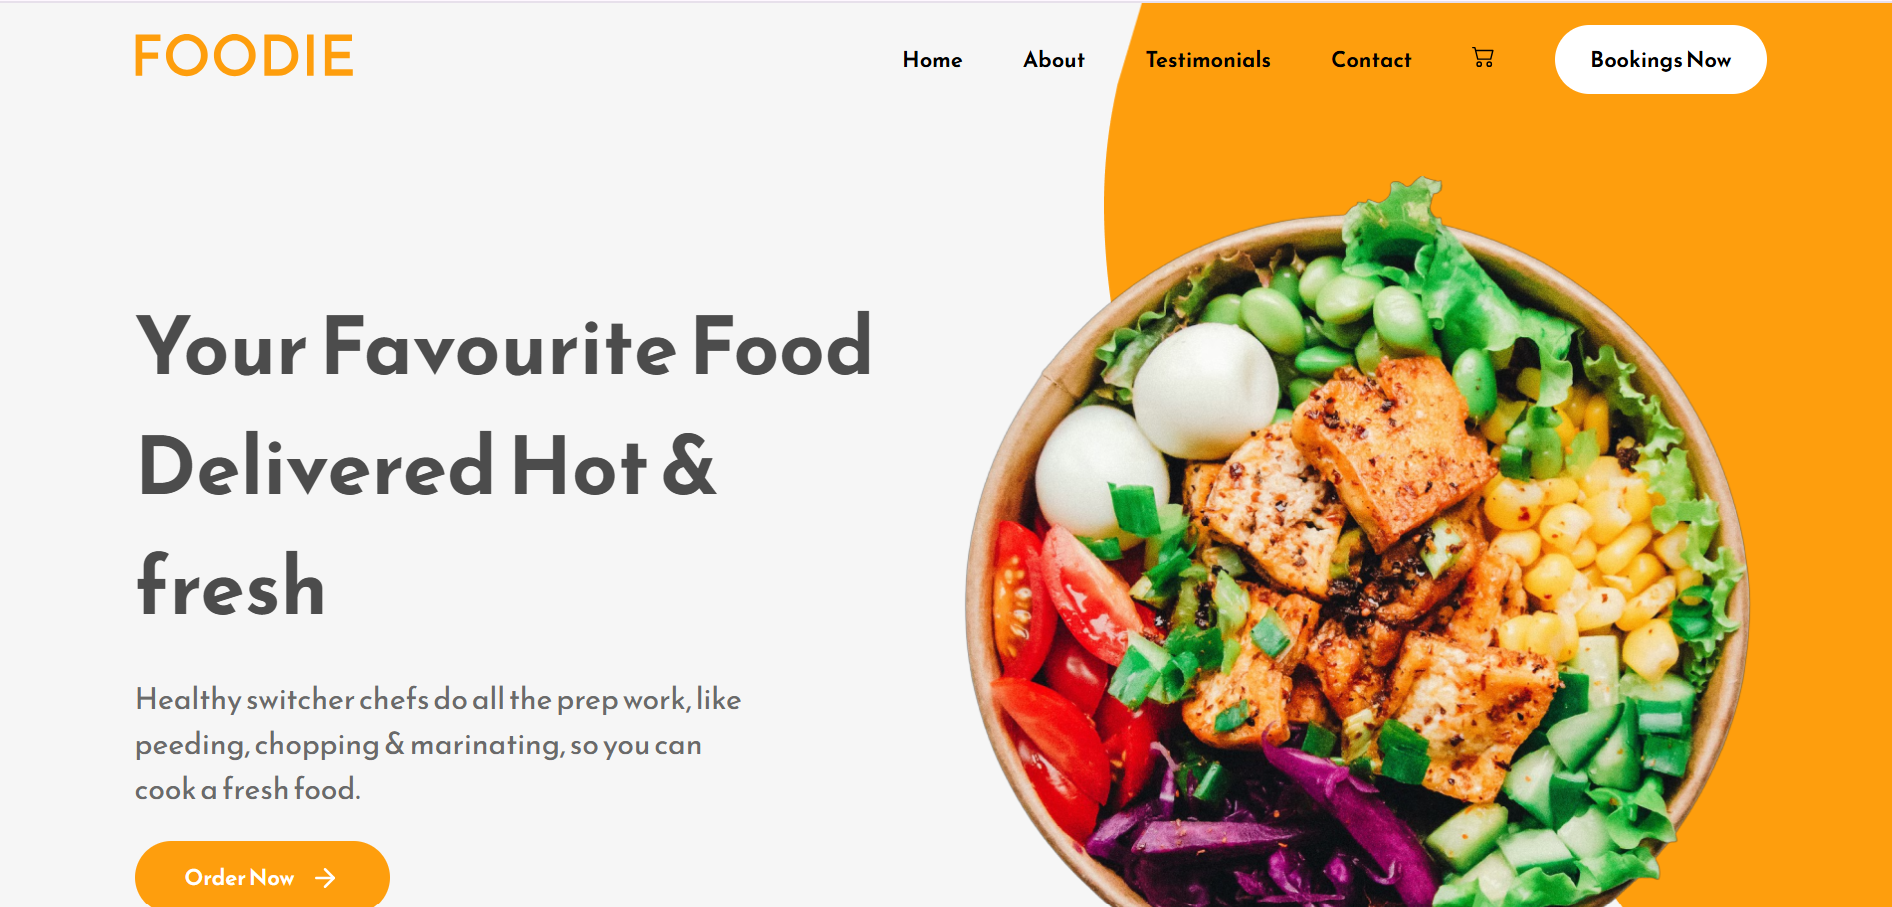 FOODIE
Home About Testimonials Contact Bookings Now
Your Favourite Food
Delivered Hot &
fresh
Healthy switcher chefs do all the prep work, like
peeding, chopping & marinating, so you can
cook a fresh food.
Order Now